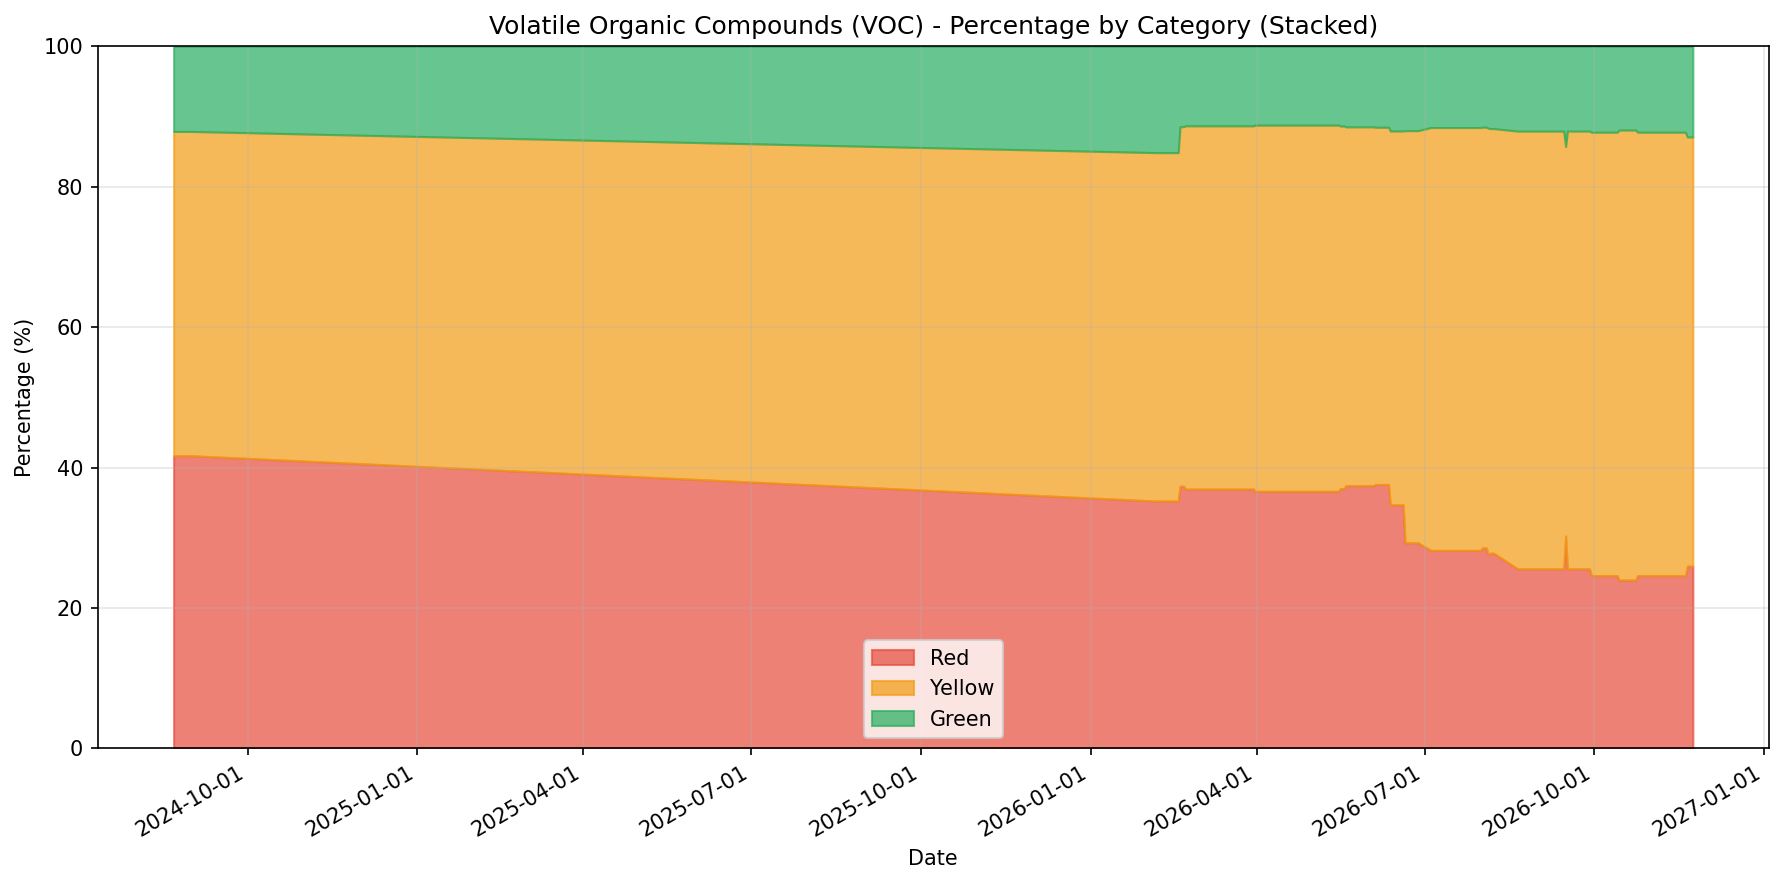 Volatile Organic Compounds (VOC) - Percentage by Category (Stacked)
Percentage (%)
100
80
60
40
20
0
Red
Yellow
Green
2024-10-01
2025-01-01
2025-04-01
2025-07-01
2025-10-01
2026-01-01
2026-04-01
2026-07-01
2026-10-01
2027-01-01
Date